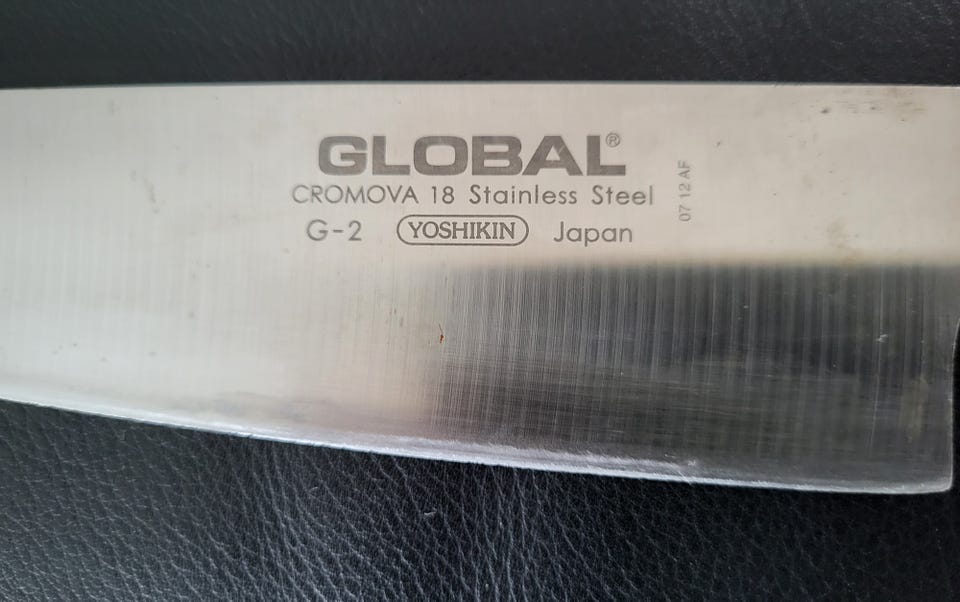 GLOBAL®
CROMOVA 18 Stainless Steel
G-2 YOSHIKIN Japan
07 12 AF